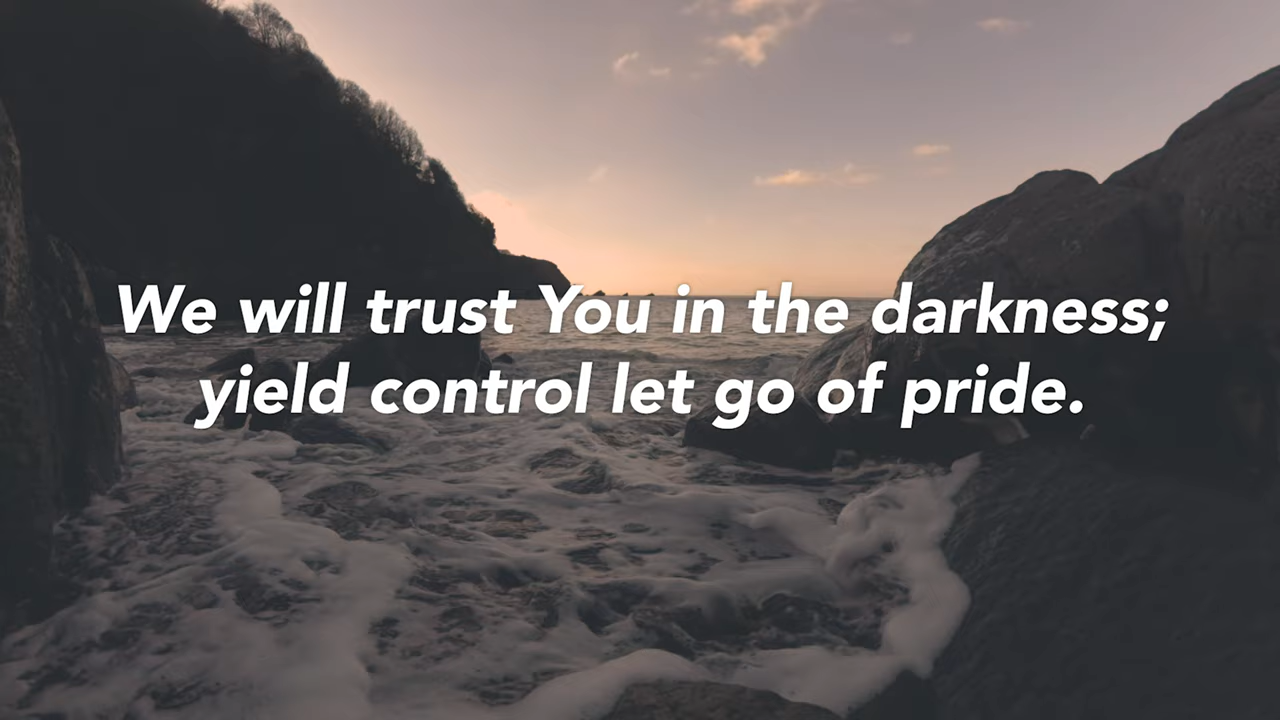 We will trust You in the darkness;
yield control let go of pride.